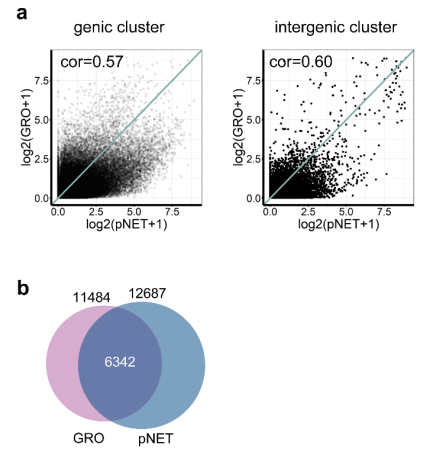 a
genic cluster
intergenic cluster
cor=0.57
cor=0.60
log2(GRO+1)
7.5
5.0
2.5
0.0
0.0 2.5 5.0 7.5
log2(pNET+1)
log2(GRO+1)
7.5
5.0
2.5
0.0
0.0 2.5 5.0 7.5
log2(pNET+1)
b
11484 12687
6342
GRO pNET